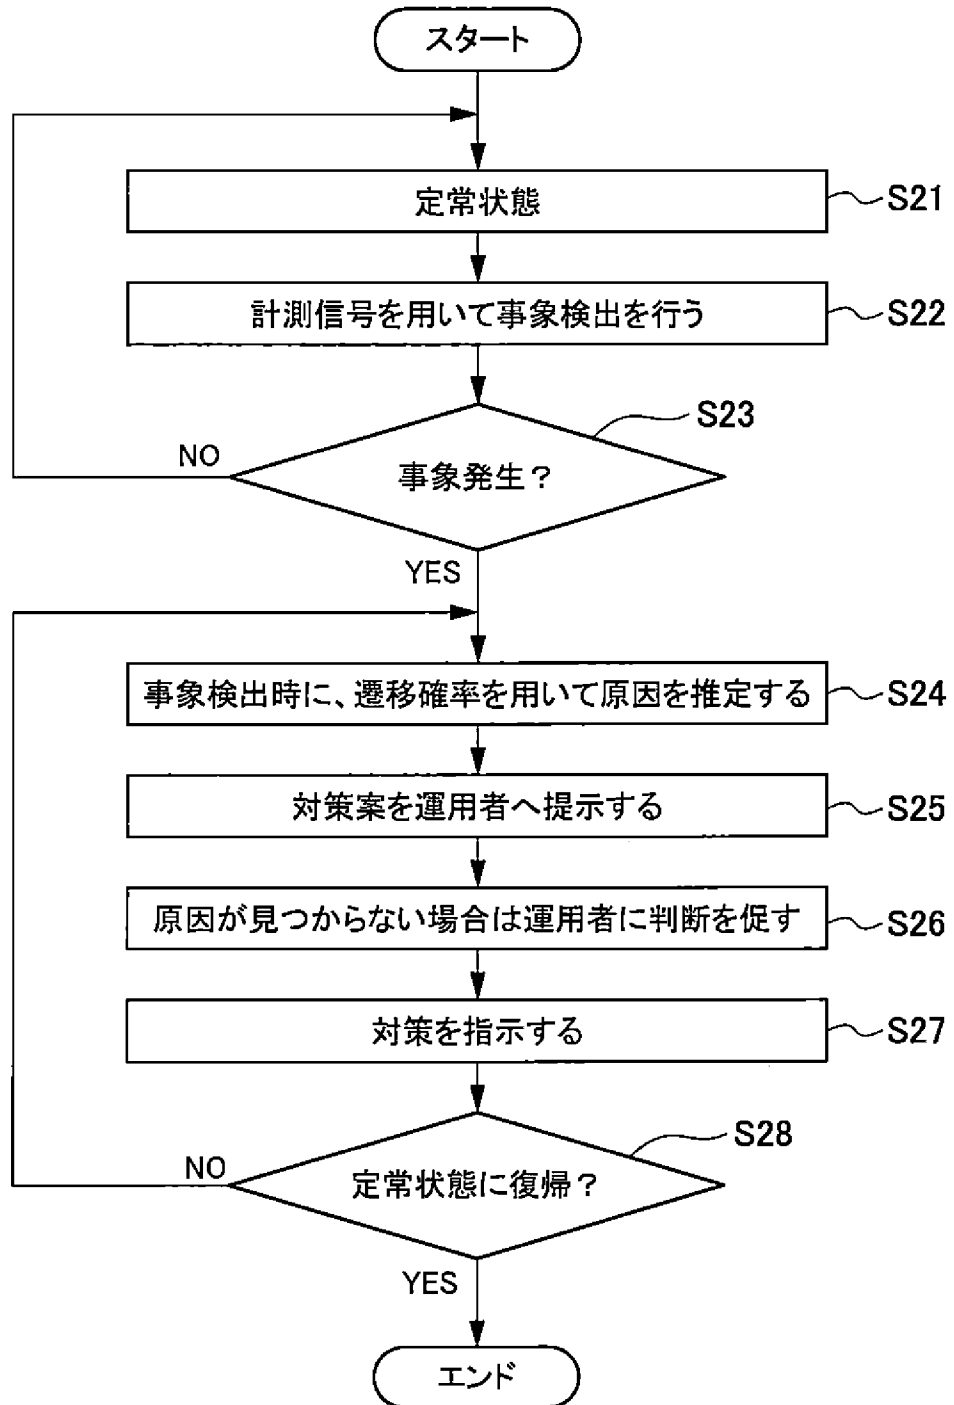 スタート
定常状態
S21
計測信号を用いて事象検出を行う
S22
S23
NO
事象発生？
YES
事象検出時に、遷移確率を用いて原因を推定する
S24
対策案を運用者へ提示する
S25
原因が見つからない場合は運用者に判断を促す
S26
対策を指示する
S27
S28
NO
定常状態に復帰？
YES
エンド